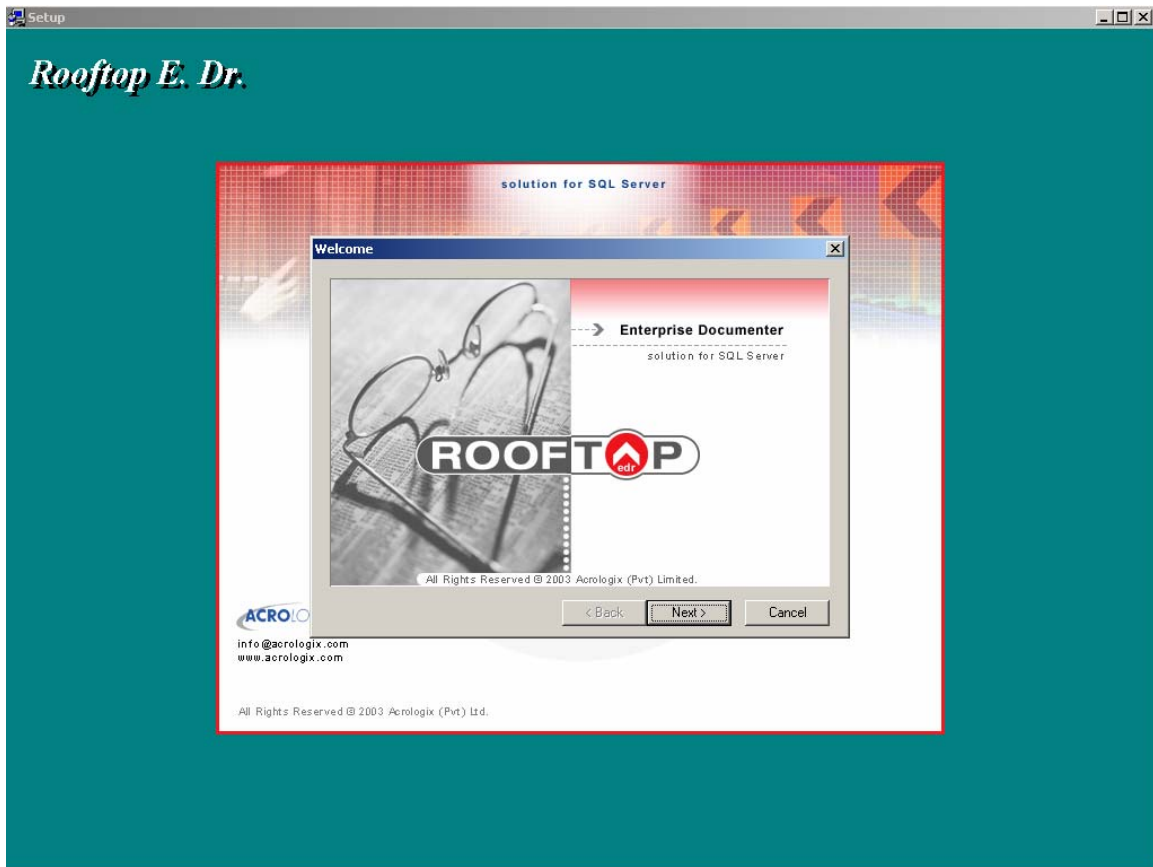 Setup
Rooftop E. Dr.
solution for SQL Server
Welcome
Enterprise Documenter
solution for SQL Server
ROOFTOP
edr
All Rights Reserved © 2003 Acrologix (Pvt) Limited.
< Back Next > Cancel
ACROLO
info@acrologix.com
www.acrologix.com
All Rights Reserved © 2003 Acrologix (Pvt) Ltd.